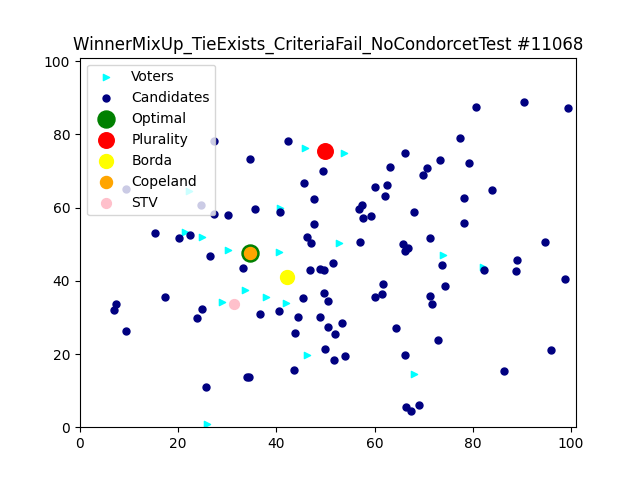 WinnerMixUp_TieExists_CriteriaFail_NoCondorcetTest #11068
Voters
Candidates
Optimal
Plurality
Borda
Copeland
STV
100
80
60
40
20
0
0 20 40 60 80 100